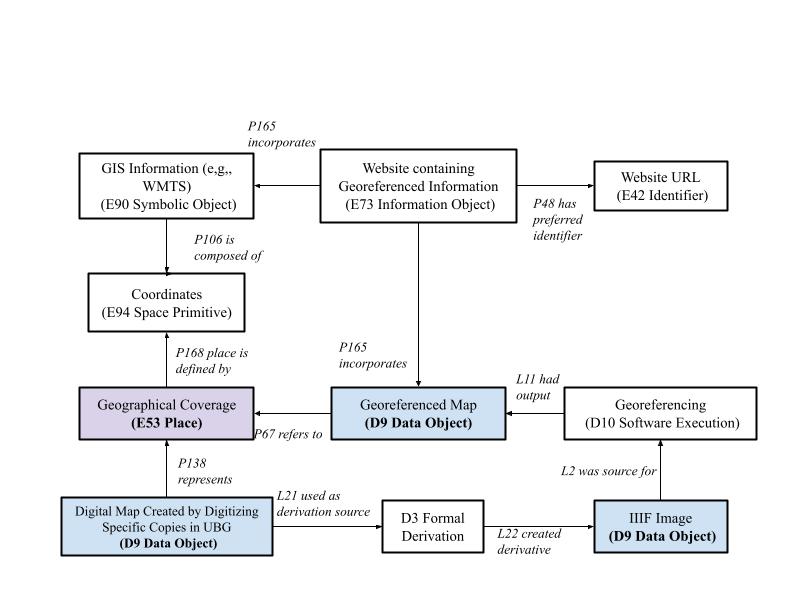 P165
incorporates
GIS Information (e,g,,
WMTS)
(E90 Symbolic Object)
Website containing
Georeferenced Information
(E73 Information Object)
Website URL
(E42 Identifier)
P48 has
preferred
identifier
P106 is
composed of
Coordinates
(E94 Space Primitive)
P168 place is
defined by
P165
incorporates
L11 had
output
Geographical Coverage
(E53 Place)
P67 refers to
Georeferenced Map
(D9 Data Object)
Georeferencing
(D10 Software Execution)
P138
represents
L2 was source for
Digital Map Created by Digitizing
Specific Copies in UBG
(D9 Data Object)
L21 used as
derivation source
D3 Formal
Derivation
L22 created
derivative
IIIF Image
(D9 Data Object)